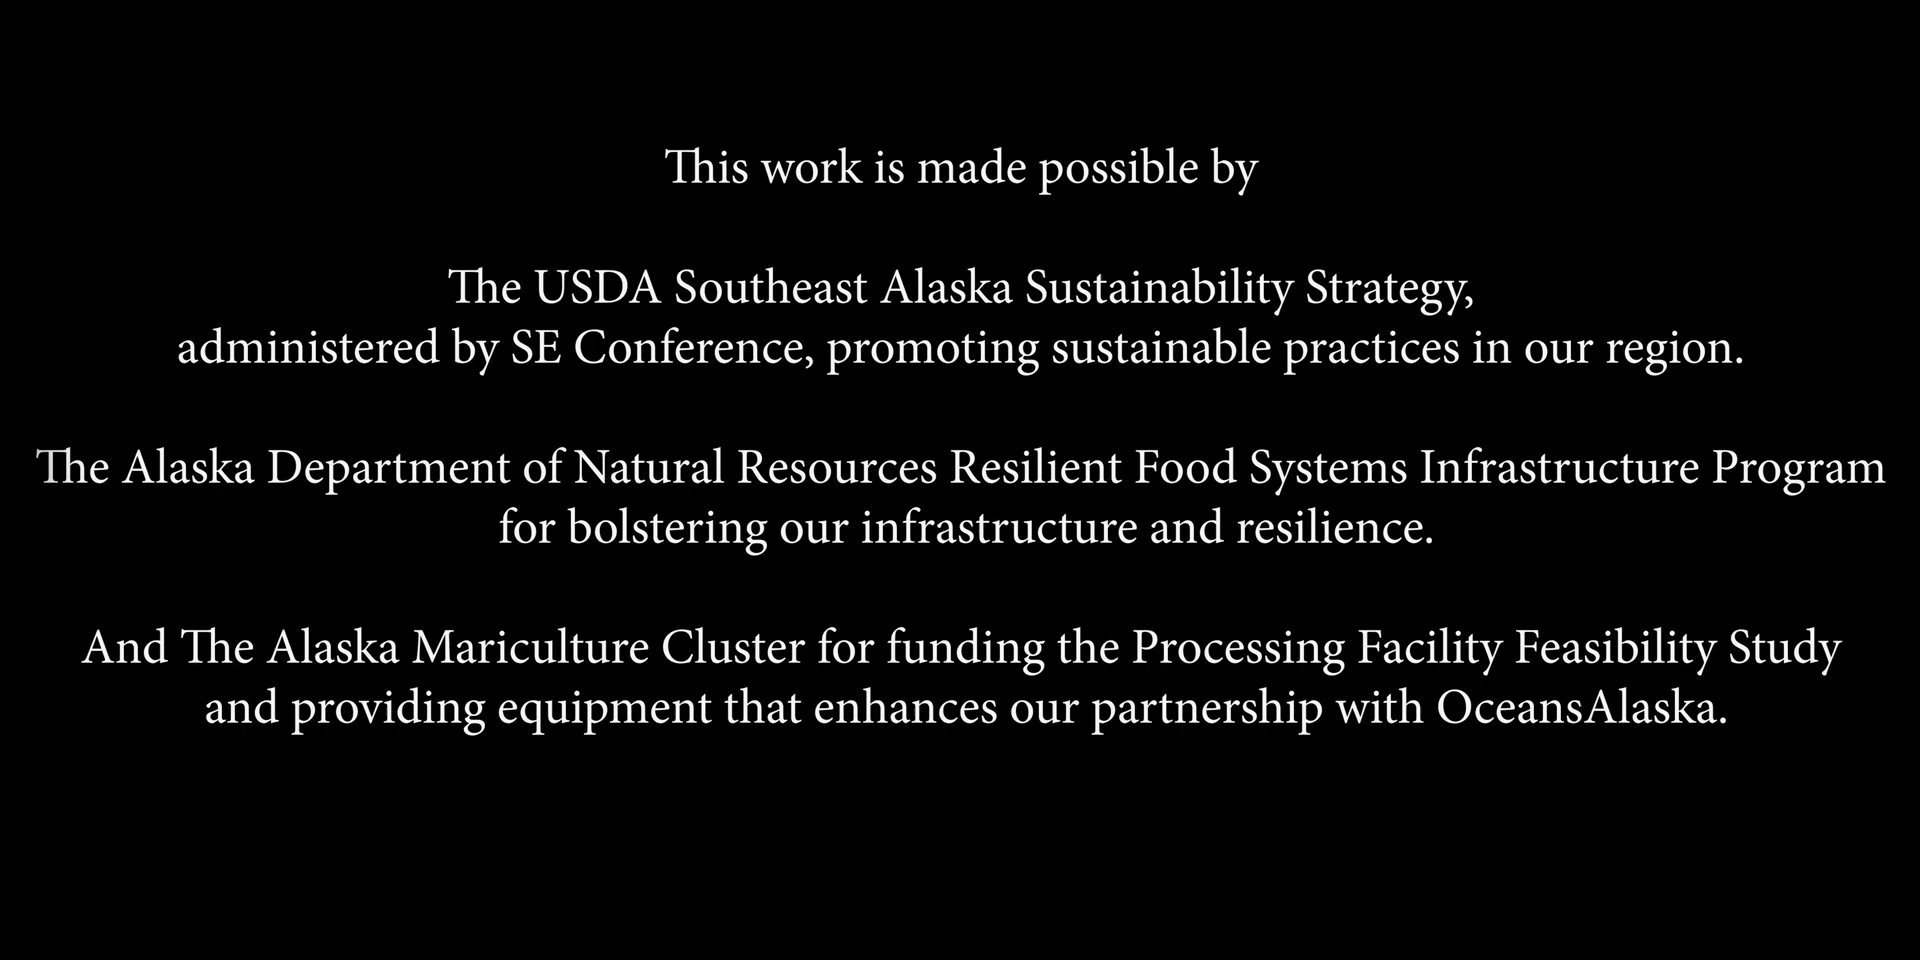 This work is made possible by
The USDA Southeast Alaska Sustainability Strategy,
administered by SE Conference, promoting sustainable practices in our region.
The Alaska Department of Natural Resources Resilient Food Systems Infrastructure Program
for bolstering our infrastructure and resilience.
And The Alaska Mariculture Cluster for funding the Processing Facility Feasibility Study
and providing equipment that enhances our partnership with OceansAlaska.